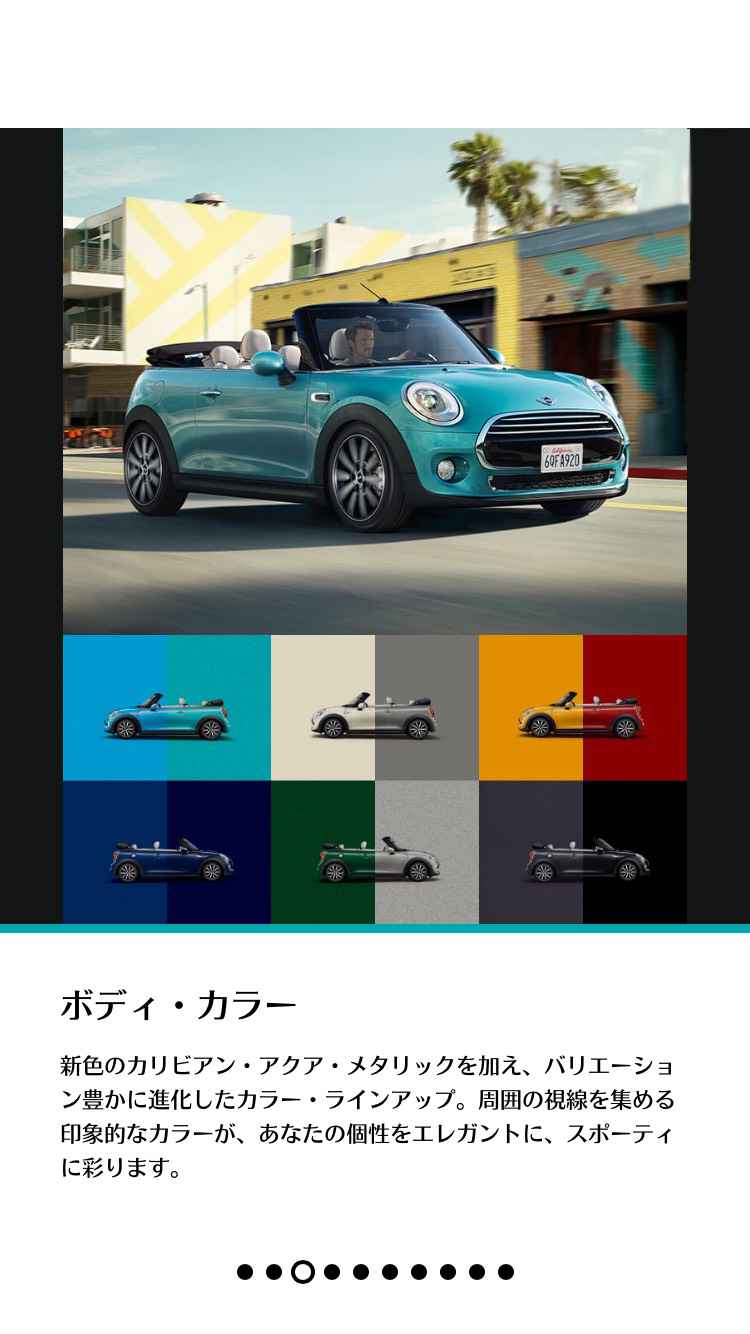 California
69FA920
ボディ・カラー
新色のカリビアン・アクア・メタリックを加え、バリエーショ
ン豊かに進化したカラー・ラインアップ。周囲の視線を集める
印象的なカラーが、あなたの個性をエレガントに、スポーティ
に彩ります。